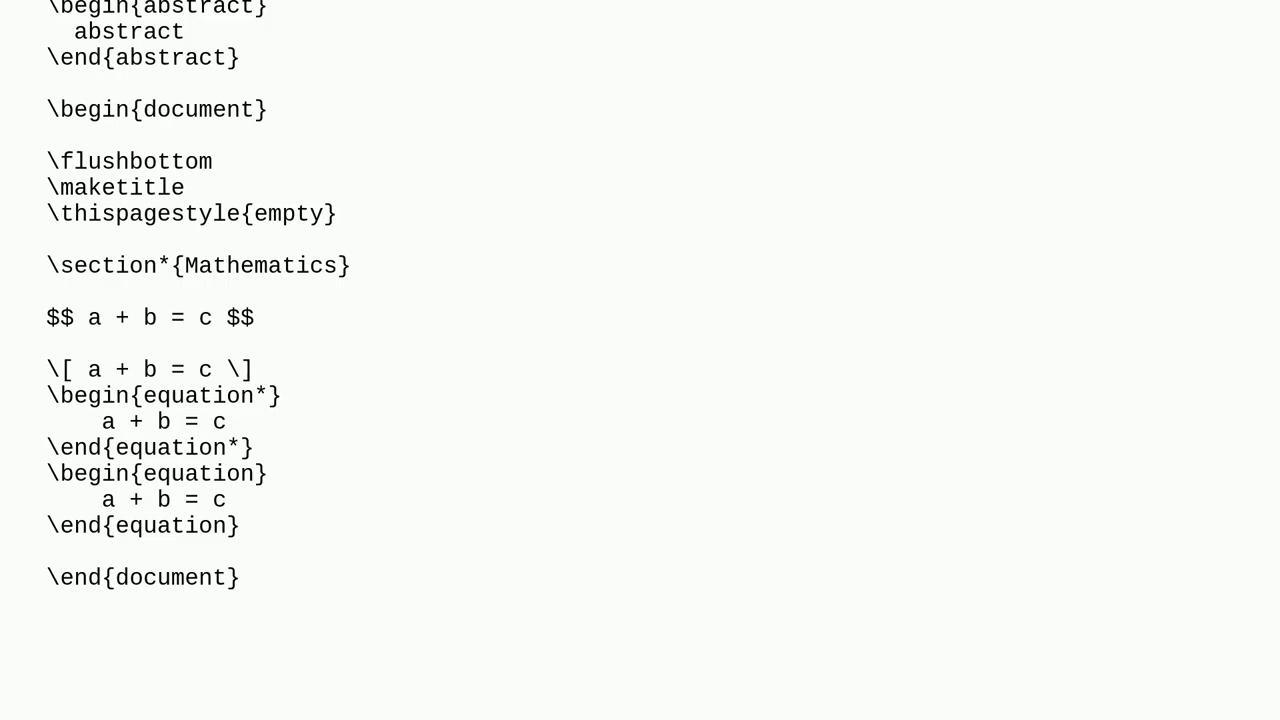 \begin{abstract}
  abstract
\end{abstract}

\begin{document}

\flushbottom
\maketitle
\thispagestyle{empty}

\section*{Mathematics}

$$ a + b = c $$

\[ a + b = c \]
\begin{equation*}
    a + b = c
\end{equation*}
\begin{equation}
    a + b = c
\end{equation}

\end{document}